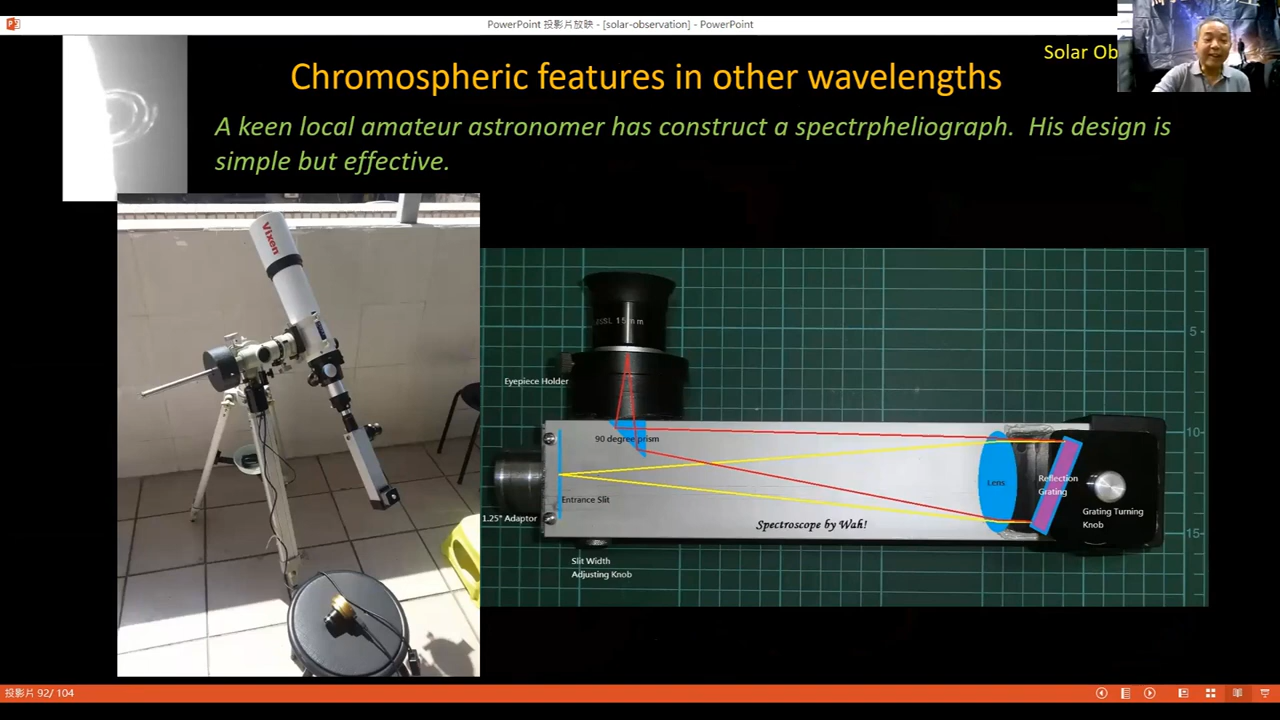 PowerPoint 投影片放映 - [solar-observation] - PowerPoint
Solar Ob
Chromospheric features in other wavelengths
A keen local amateur astronomer has construct a spectrpheliograph. His design is
simple but effective.
Vixen
15mm
Eyepiece Holder
90 degree prism
Entrance Slit
1.25° Adaptor
Slit Width
Adjusting Knob
Spectroscope by Wah!
Lens
Reflection
Grating
Grating Turning
Knob
5
10
15
投影片 92/ 104